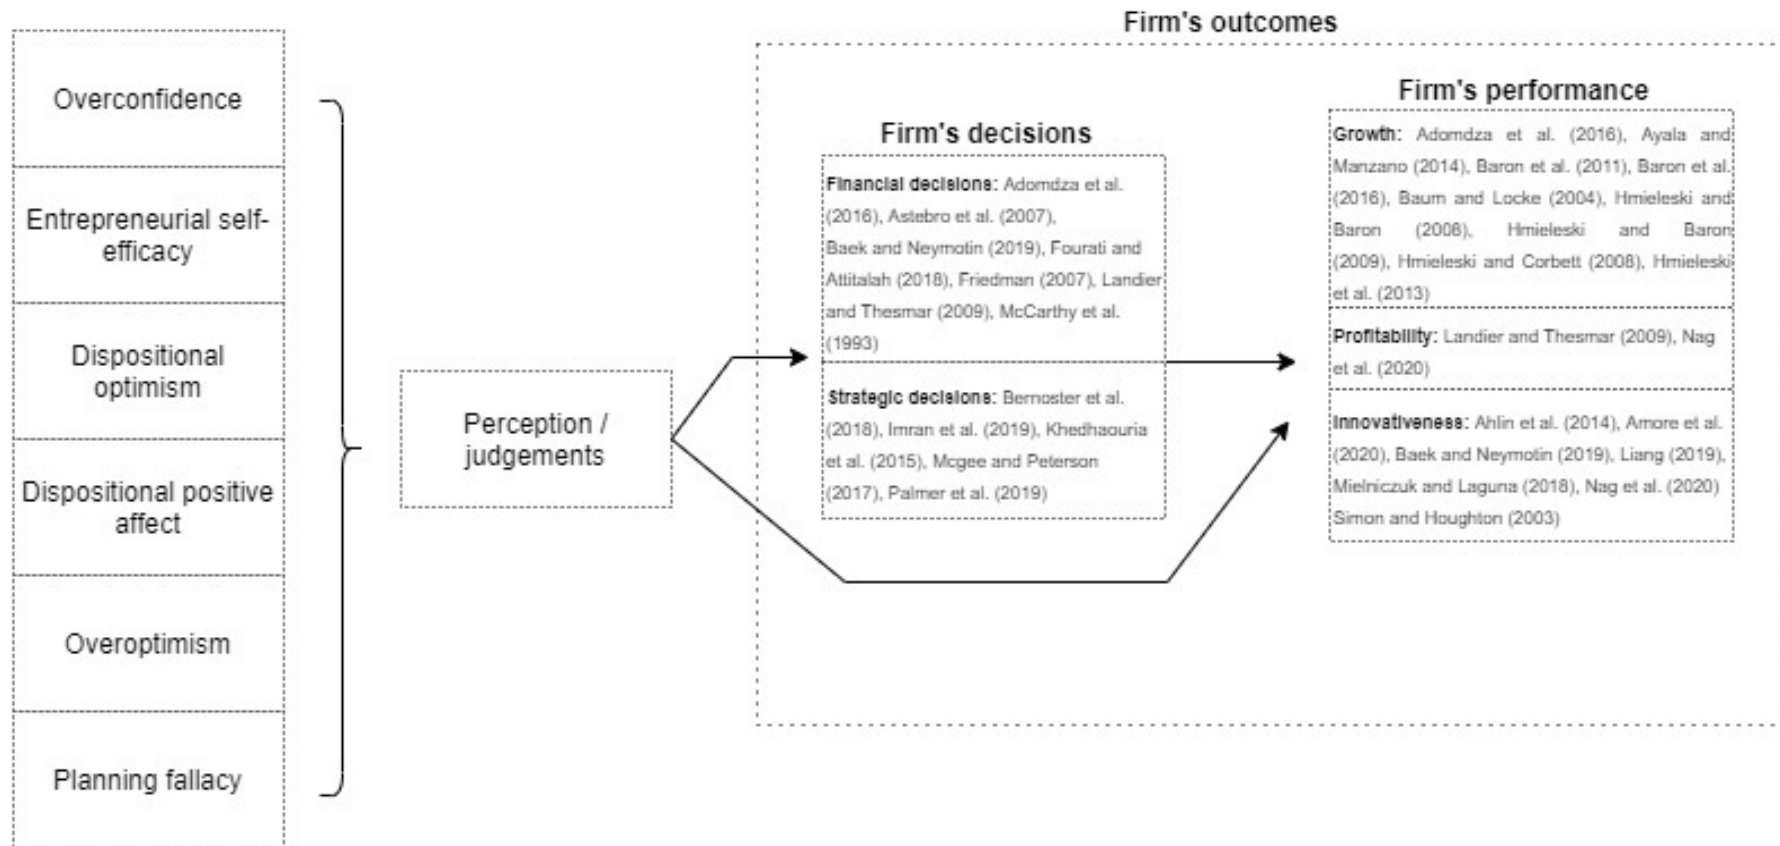 Overconfidence
Entrepreneurial self-
efficacy
Dispositional
optimism
Dispositional positive
affect
Overoptimism
Planning fallacy
Perception /
judgements
Firm's outcomes
Firm's decisions
Financial decisions: Adomdza et al.
(2016), Astebro et al. (2007),
Baek and Neymotin (2019), Fourati and
Attitalah (2018), Friedman (2007), Landier
and Thesmar (2009), McCarthy et al.
(1993)
Strategic decisions: Bernoster et al.
(2018), Imran et al. (2019), Khedhaouria
et al. (2015), Mcgee and Peterson
(2017), Palmer et al. (2019)
Firm's performance
Growth: Adomdza et al. (2016), Ayala and
Manzano (2014), Baron et al. (2011), Baron et al.
(2016), Baum and Locke (2004), Hmieleski and
Baron (2008), Hmieleski and Baron
(2009), Hmieleski and Corbett (2008), Hmieleski
et al. (2013)
Profitability: Landier and Thesmar (2009), Nag
et al. (2020)
Innovativeness: Ahlin et al. (2014), Amore et al.
(2020), Baek and Neymotin (2019), Liang (2019),
Mielniczuk and Laguna (2018), Nag et al. (2020)
Simon and Houghton (2003)